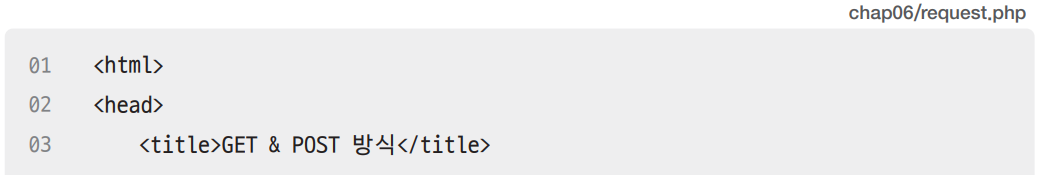 chap06/request.php
01 <html>
02 <head>
03 <title>GET & POST 방식</title>